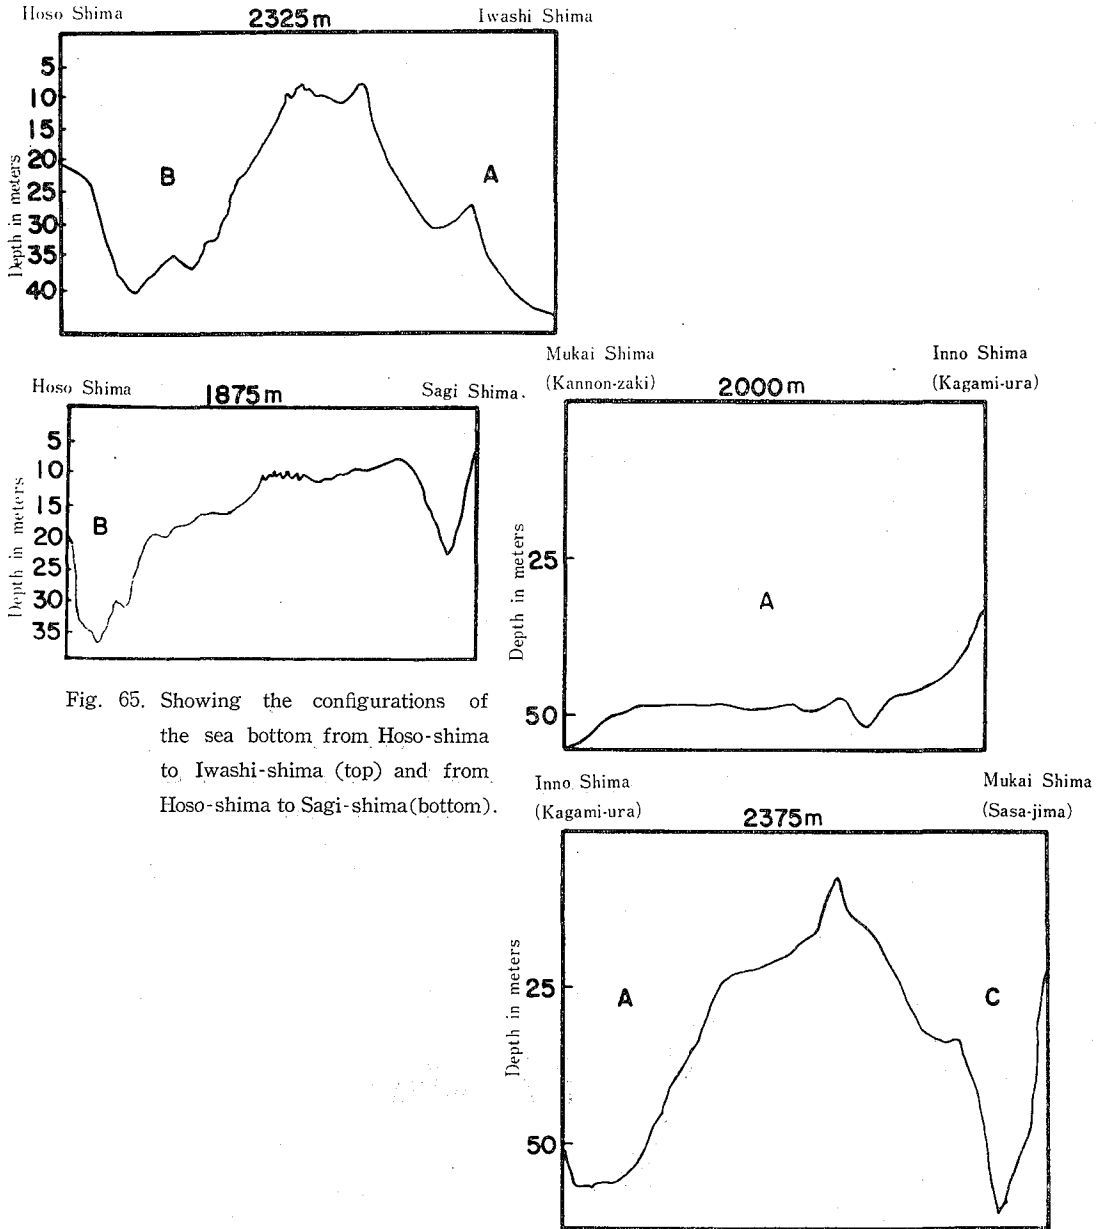 Hoso Shima 2325m Iwashi Shima
5
10
15
20
25
30
35
40
Depth in meters
B A
Hoso Shima 1875m Sagi Shima.
5
10
15
20
25
30
35
Depth in meters
B
Fig. 65. Showing the configurations of
the sea bottom from Hoso-shima
to Iwashi-shima (top) and from
Hoso-shima to Sagi-shima(bottom).
Mukai Shima Inno Shima
(Kannon-zaki) 2000m (Kagami-ura)
25
50
Depth in meters
A
Inno Shima Mukai Shima
(Kagami-ura) 2375m (Sasa-jima)
25
50
Depth in meters
A C